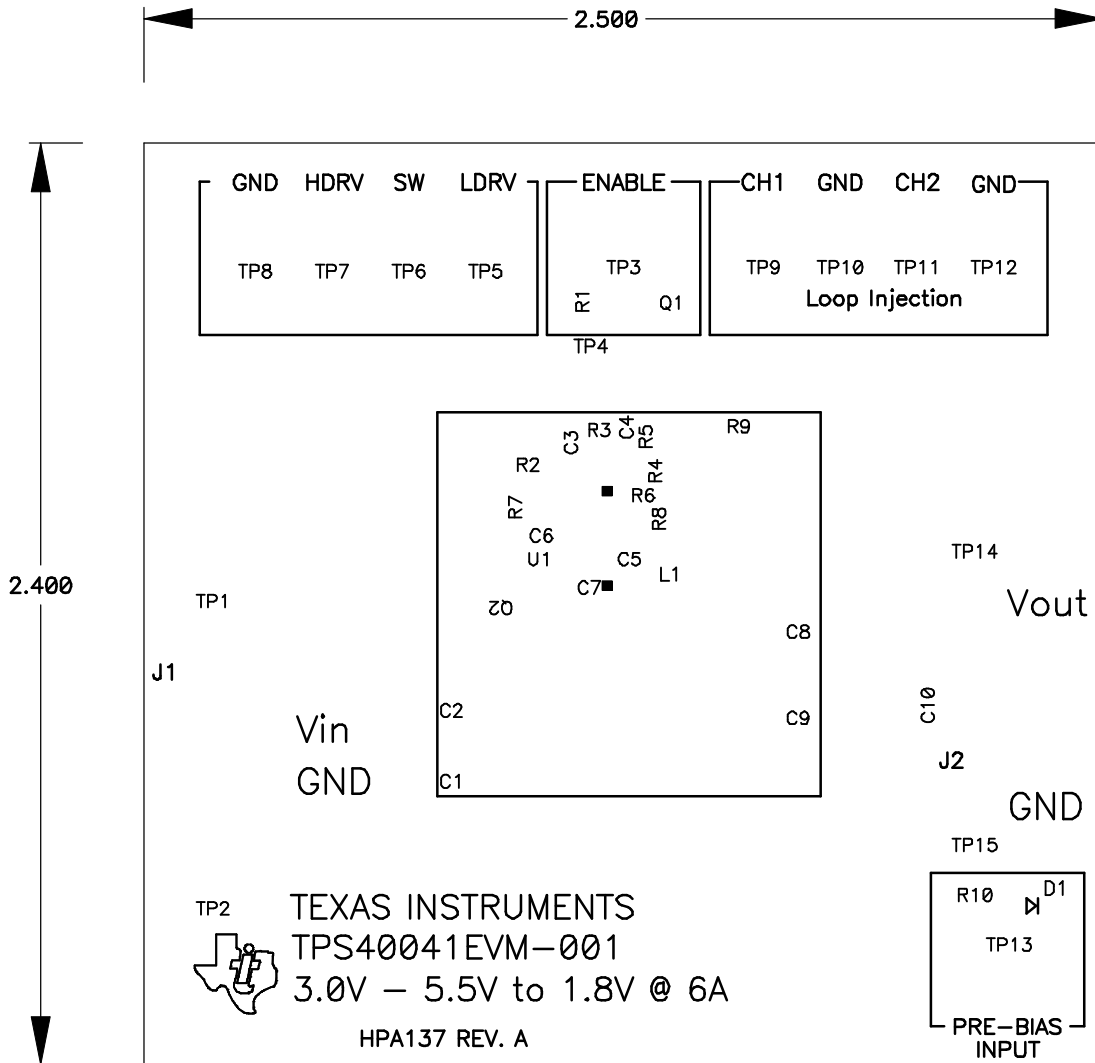 2.500
GND HDRV SW LDRV ENABLE CH1 GND CH2 GND
TP8 TP7 TP6 TP5 TP3 TP9 TP10 TP11 TP12
R1 Q1 Loop Injection
TP4
R3 C4 R9
C3 R5
R2 R4
R7 R6
R8
C6
U1 C5 TP14
L1
2.400 C7
TP1 Q2 Vout
C8
J1
C2 C10
Vin C9
J2
GND C1
GND
TP15
R10 D1
TP2 TEXAS INSTRUMENTS
TPS40041EVM-001 TP13
3.0V - 5.5V to 1.8V @ 6A
HPA137 REV. A PRE-BIAS
INPUT